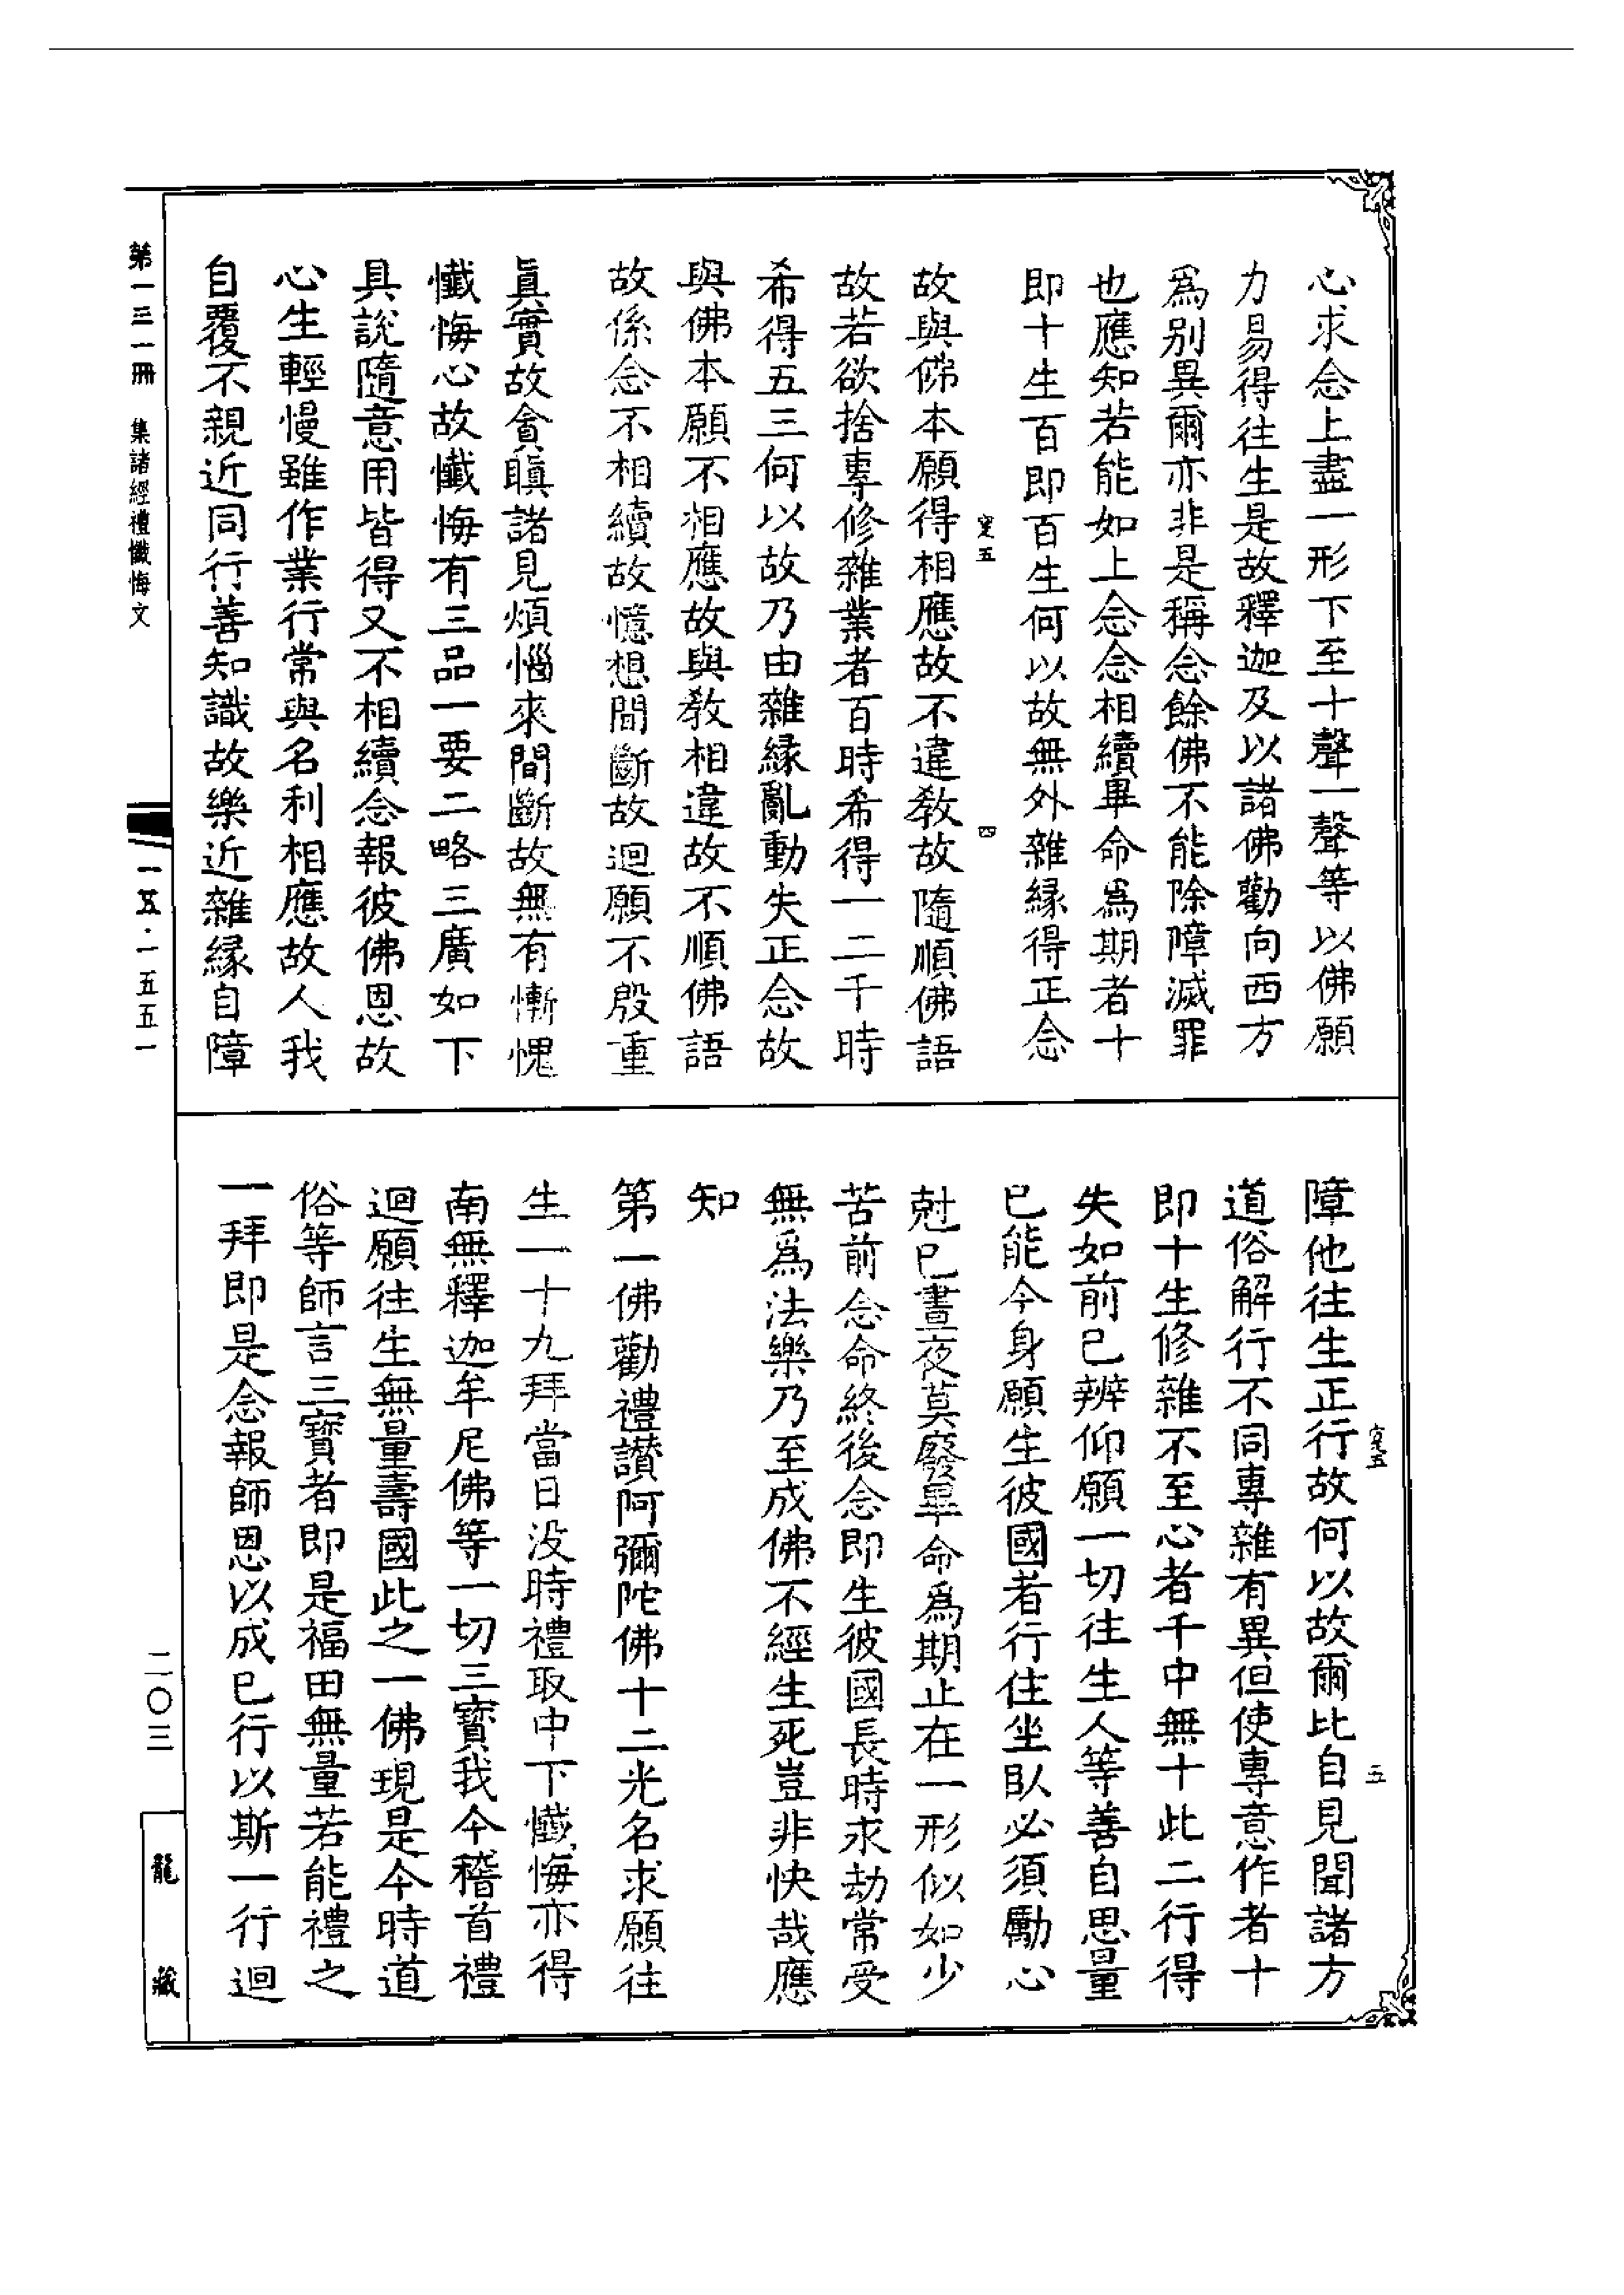 心求念上盡一形下至十聲一聲等以佛願
力易得往生是故釋迦及以諸佛勸向西方
爲別異爾亦非是稱念餘佛不能除障滅罪
也應知若能如上念念相續畢命爲期者十
即十生百即百生何以故無外雜緣得正念
五 四
故與佛本願得相應故不違教故隨順佛語
故若欲捨專修雜業者百時希得一二千時
希得五三何以故乃由雜緣亂動失正念故
與佛本願不相應故與教相違故不順佛語
故係念不相續故憶想間斷故迴願不殷重
眞實故貪瞋諸見煩惱來間斷故無有慚愧
懺悔心故懺悔有三品一要二略三廣如下
具說隨意用皆得又不相續念報彼佛恩故
心生輕慢雖作業行常與名利相應故人我
自覆不親近同行善知識故樂近雜緣自障
五 五
障他往生正行故何以故爾比自見聞諸方
道俗解行不同專雜有異但使專意作者十
即十生修雜不至心者千中無十此二行得
失如前已辨仰願一切往生人等善自思量
已能今身願生彼國者行住坐臥必須勵心
尅已晝夜莫廢畢命爲期止在一形似如少
苦前念命終後念即生彼國長時求劫常受
無爲法樂乃至成佛不經生死豈非快哉應
知
第一佛勸禮讚阿彌陀佛十二光名求願往
生一十九拜當日没時禮取中下懺悔亦得
南無釋迦牟尼佛等一切三寶我今稽首禮
迴願往生無量壽國此之一佛現是今時道
俗等師言三寶者即是福田無量若能禮之
一拜即是念報師恩以成已行以斯一行迴
第一三一冊 集諸經禮懺悔文
一五·一五五一
二〇三
龍藏